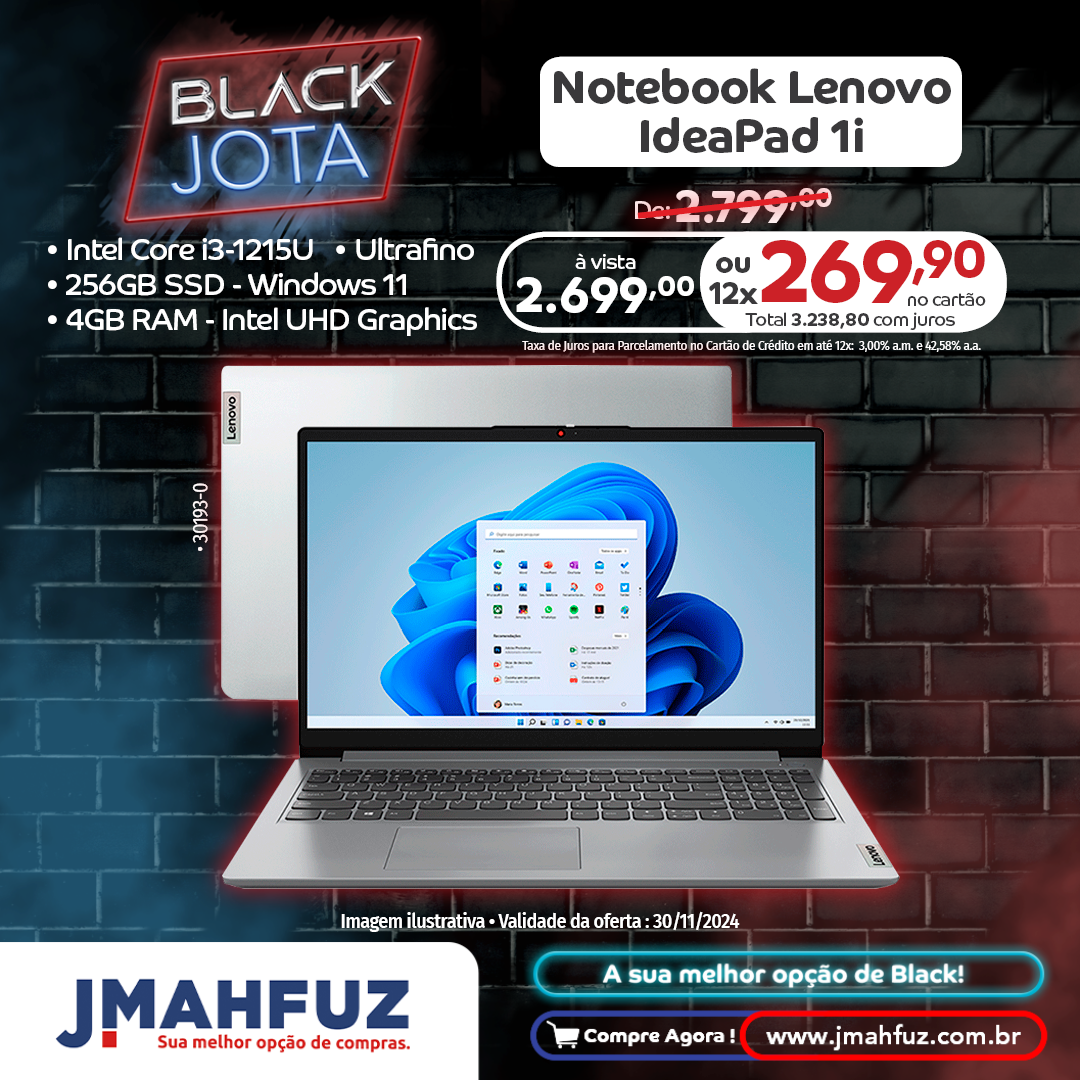 BLACK
JOTA
Notebook Lenovo
IdeaPad 1i
De: 2.799,00
• Intel Core i3-1215U • Ultrafino
• 256GB SSD - Windows 11
• 4GB RAM - Intel UHD Graphics
à vista
2.699,00
ou
12x 269,90
no cartão
Total 3.238,80 com juros
Taxa de Juros para Parcelamento no Cartão de Crédito em até 12x: 3,00% a.m. e 42,58% a.a.
Lenovo
• 30193-0
Lenovo
Imagem ilustrativa • Validade da oferta : 30/11/2024
JMAHFUZ
Sua melhor opção de compras.
A sua melhor opção de Black!
Compre Agora !
www.jmahfuz.com.br